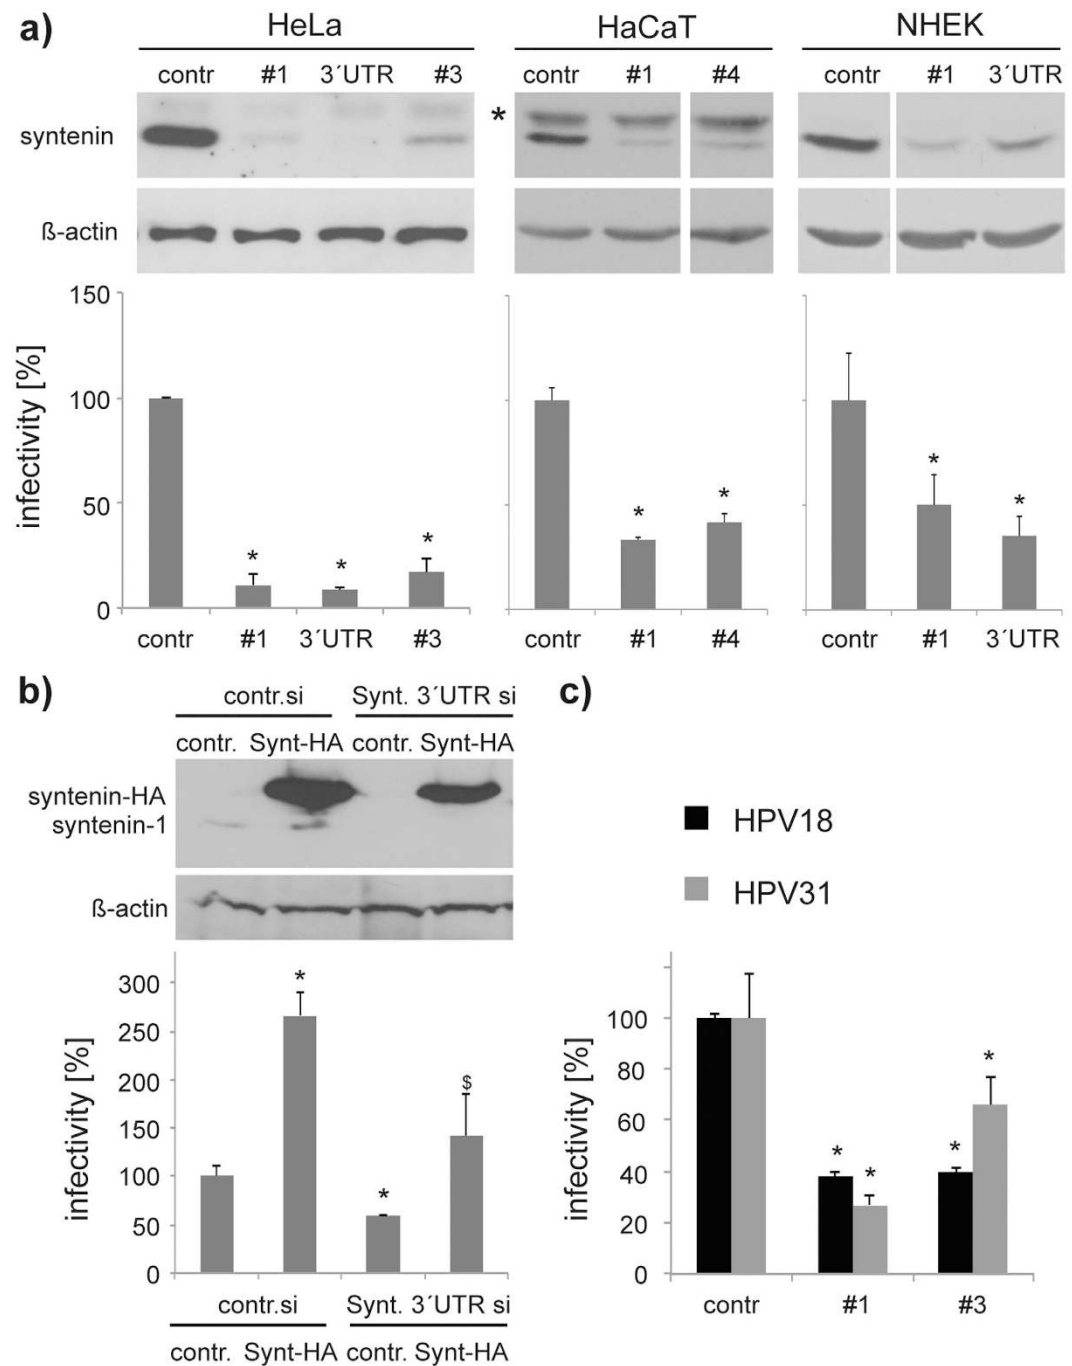 a) HeLa HaCaT NHEK
contr #1 3´UTR #3 contr #1 #4 contr #1 3´UTR
*
syntenin
ß-actin
150
100
50
0
infectivity [%]
* * * * * * *
contr #1 3´UTR #3 contr #1 #4 contr #1 3´UTR
b) contr.si Synt. 3´UTR si
contr. Synt-HA contr. Synt-HA
syntenin-HA
syntenin-1
ß-actin
300
250
200
150
100
50
0
infectivity [%]
* * $
contr.si Synt. 3´UTR si
contr. Synt-HA contr. Synt-HA
c)
HPV18
HPV31
100
80
60
40
20
0
infectivity [%]
* * * *
contr #1 #3